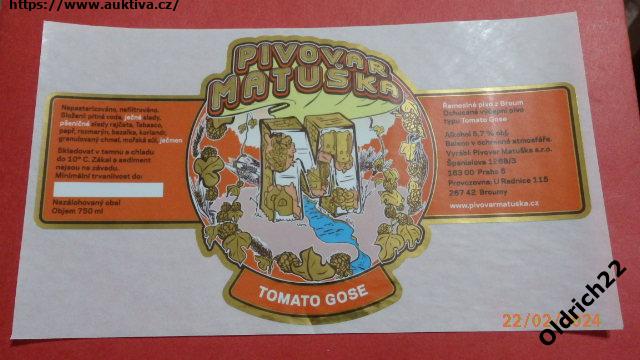 https://www.auktiva.cz/
PIVOVAR
MATUŠKA
Nepasterizováno, nefiltrováno.
Složení: pitná voda, ječné slady,
pšeničné slady, rajčata, Tabasco,
pepř, rozmarýn, bazalka, koriandr,
granulovaný chmel, mořská sůl, ječmen
Skladovat v temnu a chladu
do 10° C. Zákal a sediment
nejsou na závadu.
Minimální trvanlivost do:
Nezálohovaný obal
Objem 750 ml
Řemeslné pivo z Broum
Ochucené výčepní pivo
typu Tomato Gose
Alkohol 5,7% obj.
Baleno v ochranné atmosféře.
Vyrábí: Pivovar Matuška s.r.o.
Španielova 1268/3
163 00 Praha 6
Provozovna: U Radnice 115
267 42 Broumy
www.pivovarmatuska.cz
TOMATO GOSE
22/02/2024
Oldrich22